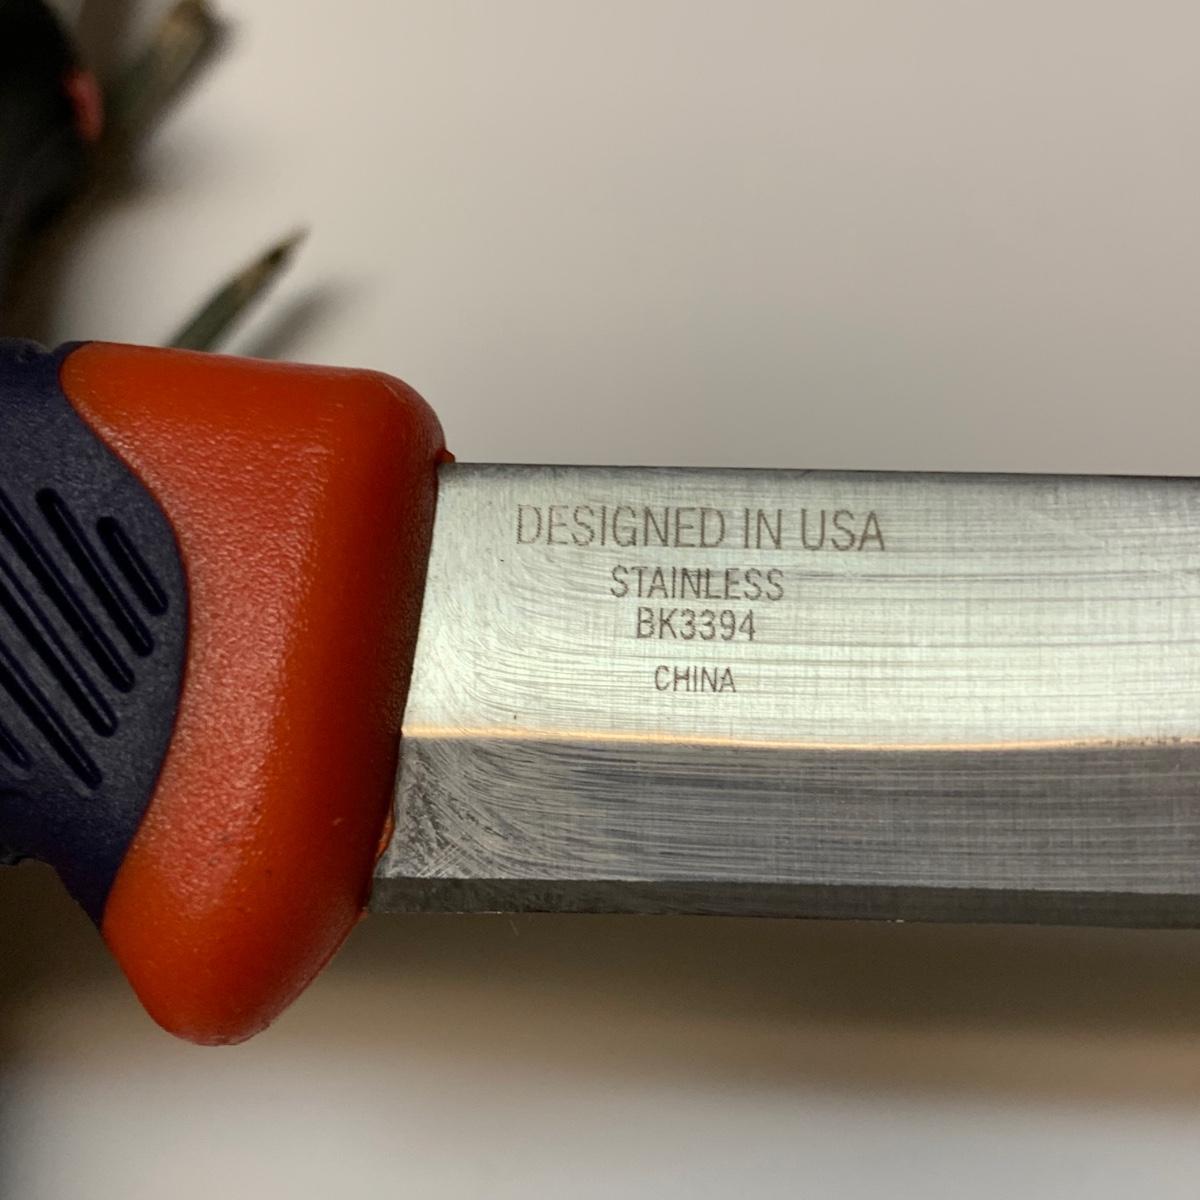 DESIGNED IN USA
STAINLESS
BK3394
CHINA